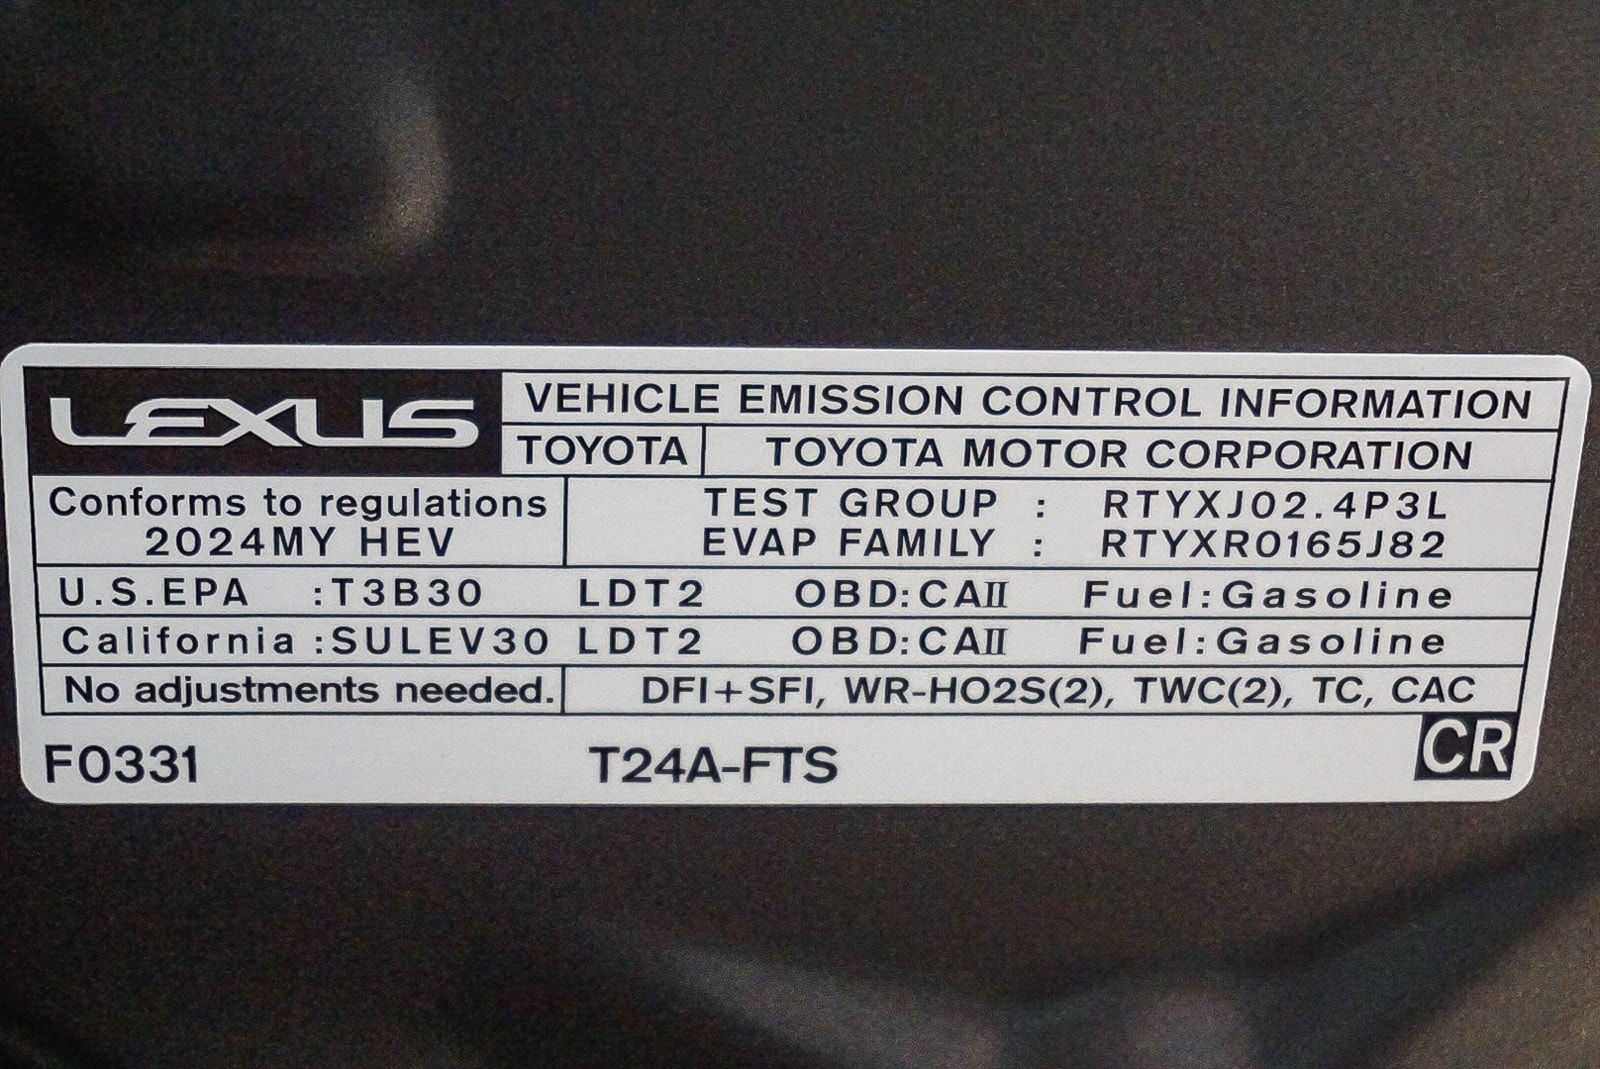 LEXUS VEHICLE EMISSION CONTROL INFORMATION
TOYOTA TOYOTA MOTOR CORPORATION
Conforms to regulations TEST GROUP : RTYXJ02.4P3L
2024MY HEV EVAP FAMILY : RTYXR0165J82
U.S.EPA :T3B30 LDT2 OBD:CAII Fuel:Gasoline
California :SULEV30 LDT2 OBD:CAII Fuel:Gasoline
No adjustments needed. DFI+SFI, WR-HO2S(2), TWC(2), TC, CAC
F0331 T24A-FTS CR